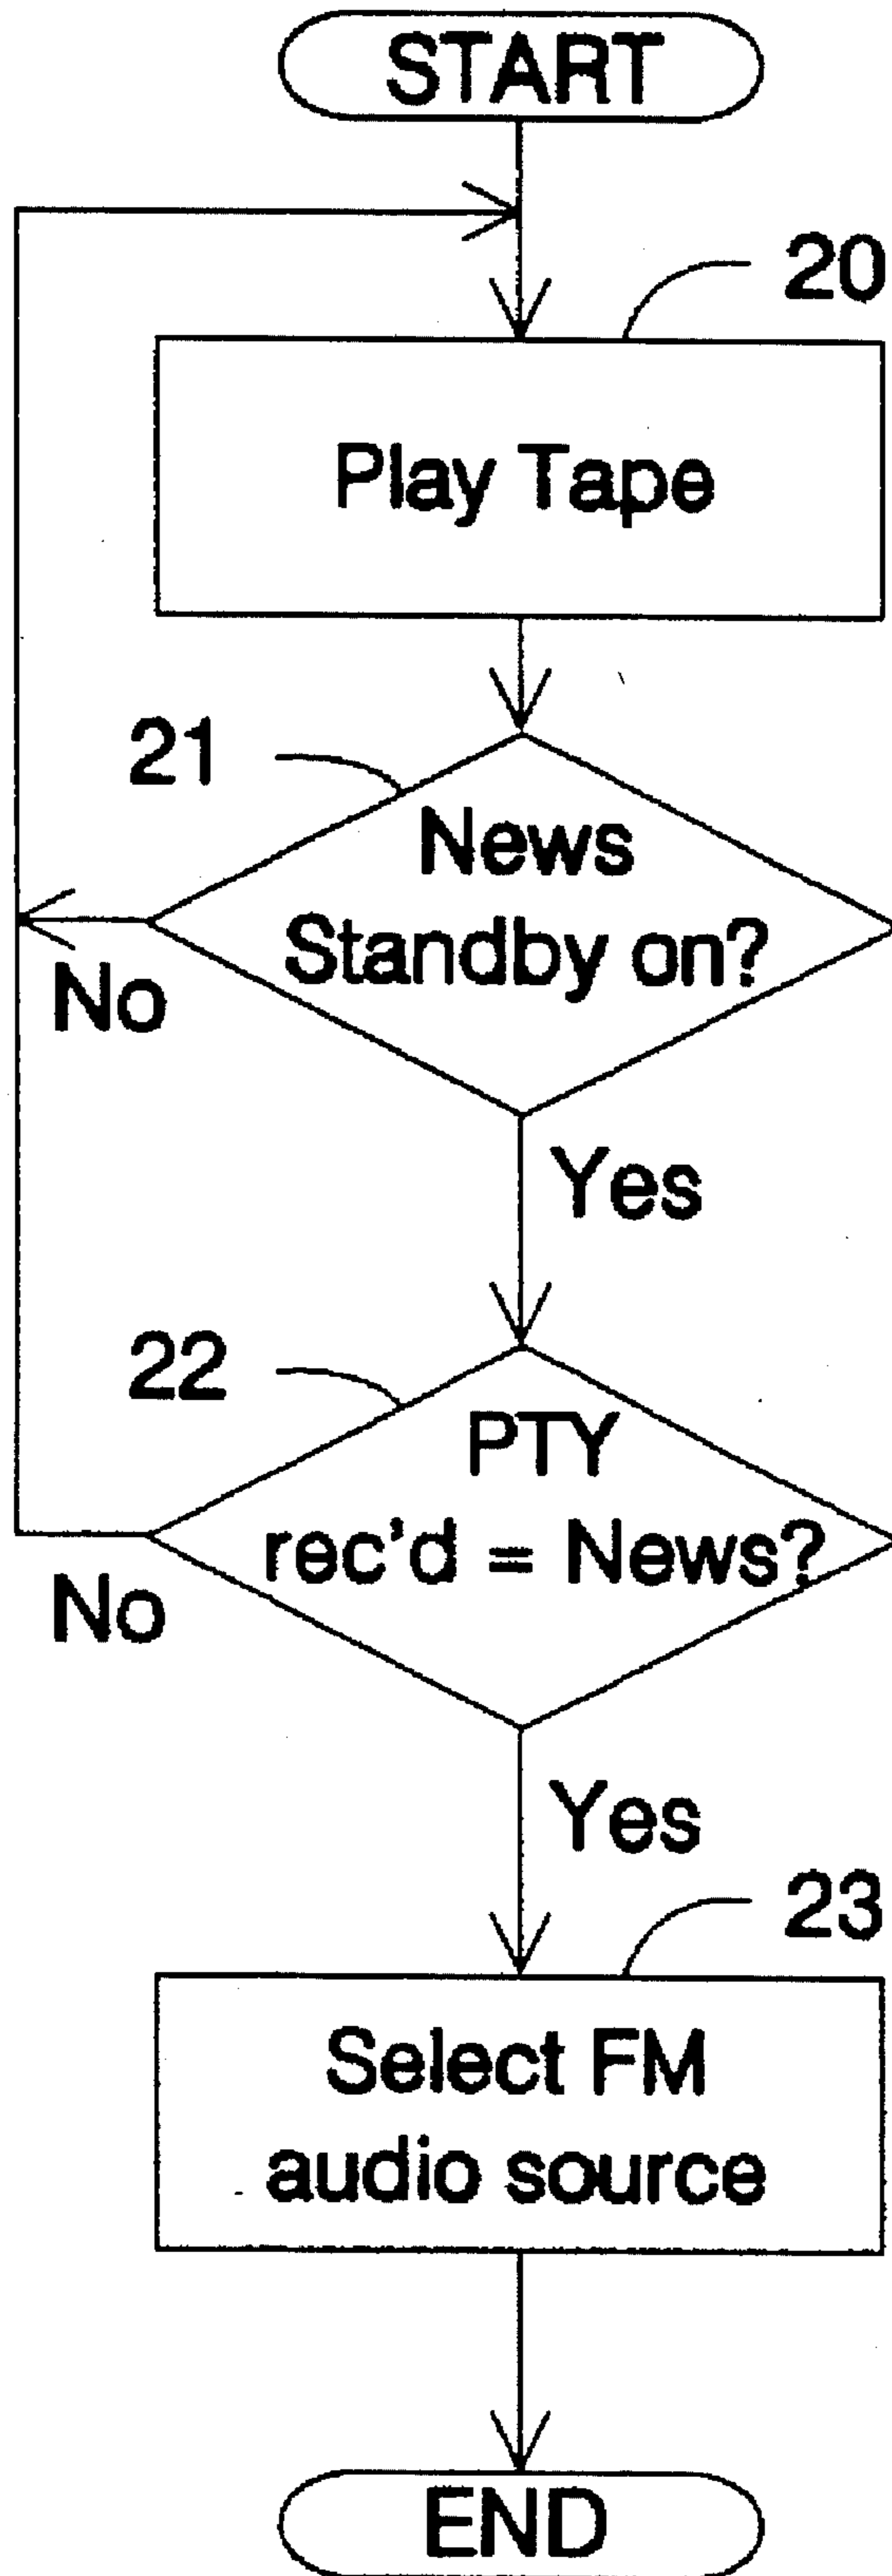 START
20
Play Tape
21
News
Standby on?
No
Yes
22
PTY
rec'd = News?
No
Yes
23
Select FM
audio source
END